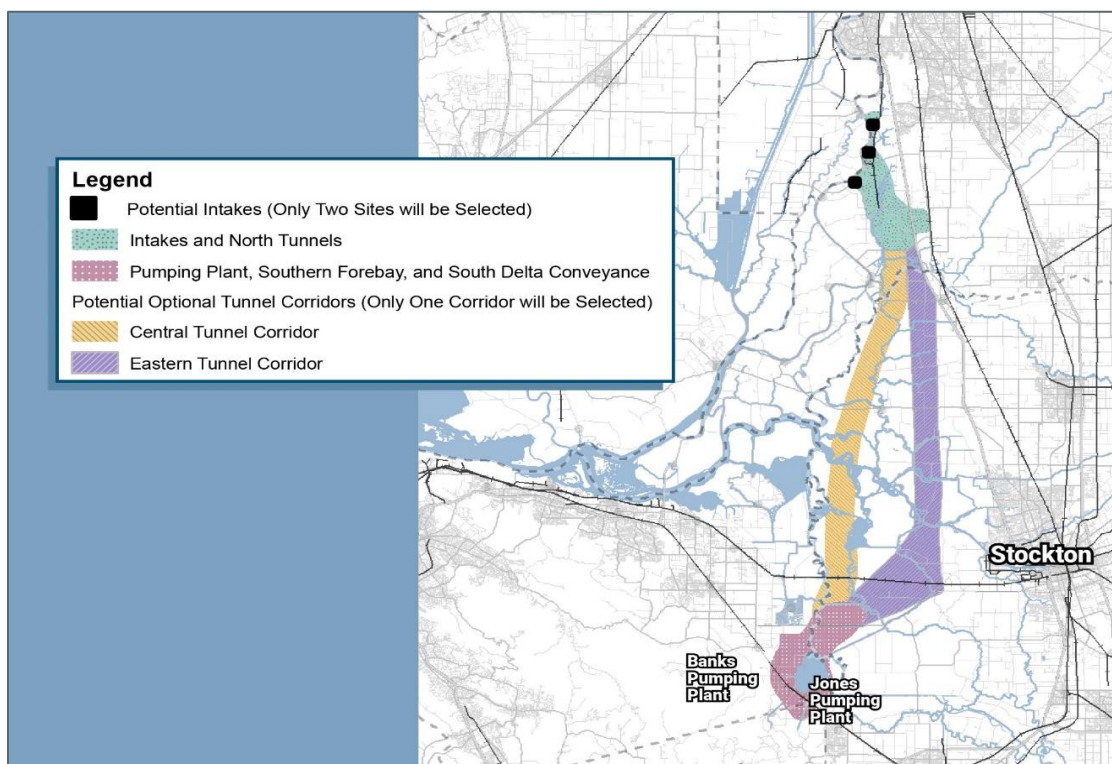 Legend
Potential Intakes (Only Two Sites will be Selected)
Intakes and North Tunnels
Pumping Plant, Southern Forebay, and South Delta Conveyance
Potential Optional Tunnel Corridors (Only One Corridor will be Selected)
Central Tunnel Corridor
Eastern Tunnel Corridor
Stockton
Banks
Pumping
Plant
Jones
Pumping
Plant